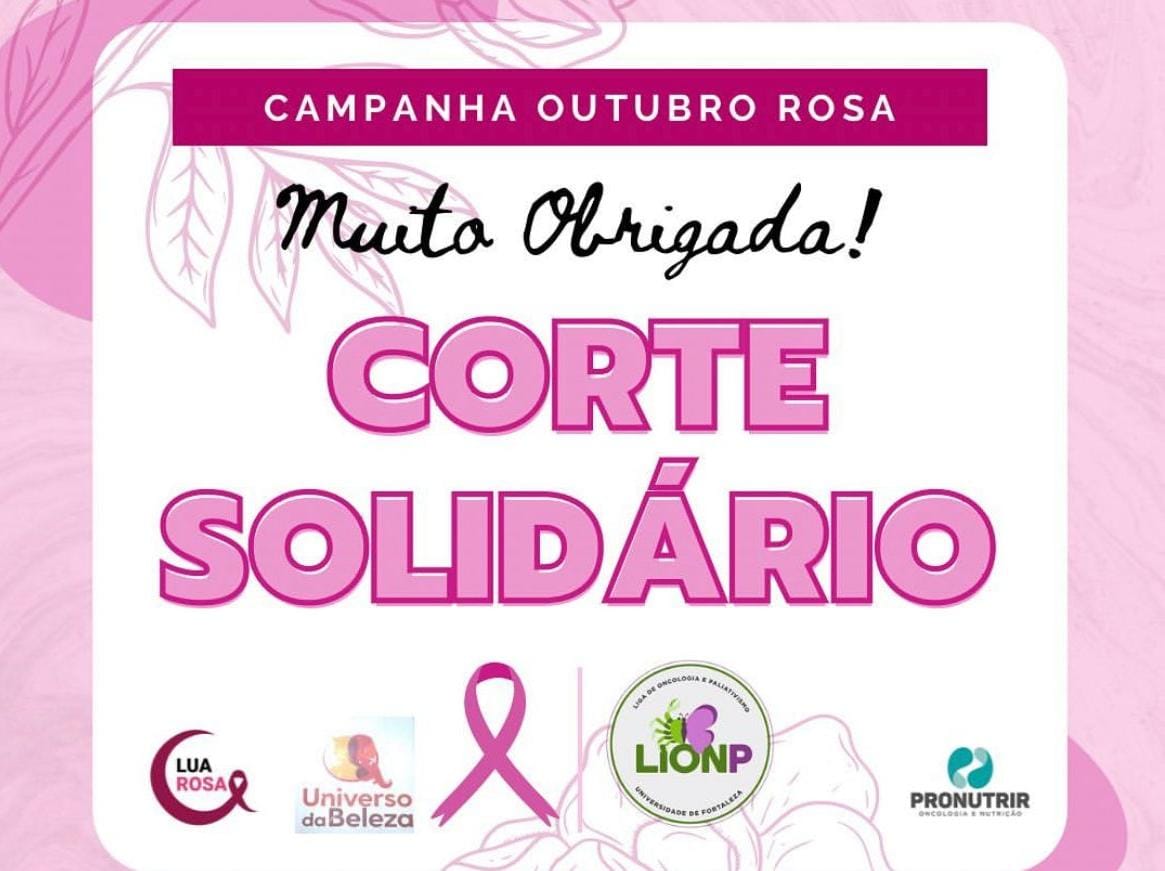 CAMPANHA OUTUBRO ROSA
Muito Obrigada!
CORTE
SOLIDÁRIO
LUA
ROSA
Universo
da Beleza
LIGA DE ONCOLOGIA E PALIATIVISMO
LIONP
UNIVERSIDADE DE FORTALEZA
PRONUTRIR
ONCOLOGIA E NUTRIÇÃO